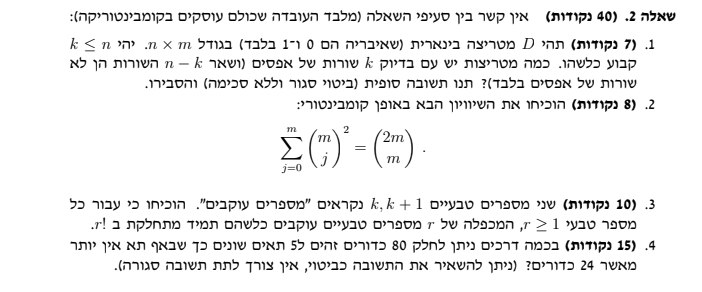 שאלה 2. (40 נקודות) אין קשר בין סעיפי השאלה (מלבד העובדה שכולם עוסקים בקומבינטוריקה):
1. (7 נקודות) תהי D מטריצה בינארית (שאיבריה הם 0 ו־1 בלבד) בגודל n × m. יהי k ≤ n
קבוע כלשהו. כמה מטריצות יש עם בדיוק k שורות של אפסים (ושאר n − k השורות הן לא
שורות של אפסים בלבד)? תנו תשובה סופית (ביטוי סגור וללא סכימה) והסבירו.
2. (8 נקודות) הוכיחו את השיוויון הבא באופן קומבינטורי:
\sum_{j=0}^{m} \binom{m}{j}^2 = \binom{2m}{m} .
3. (10 נקודות) שני מספרים טבעיים k, k + 1 נקראים "מספרים עוקבים". הוכיחו כי עבור כל
מספר טבעי r ≥ 1, המכפלה של r מספרים טבעיים עוקבים כלשהם תמיד מתחלקת ב r!.
4. (15 נקודות) בכמה דרכים ניתן לחלק 80 כדורים זהים ל5 תאים שונים כך שבאף תא אין יותר
מאשר 24 כדורים? (ניתן להשאיר את התשובה כביטוי, אין צורך לתת תשובה סגורה).